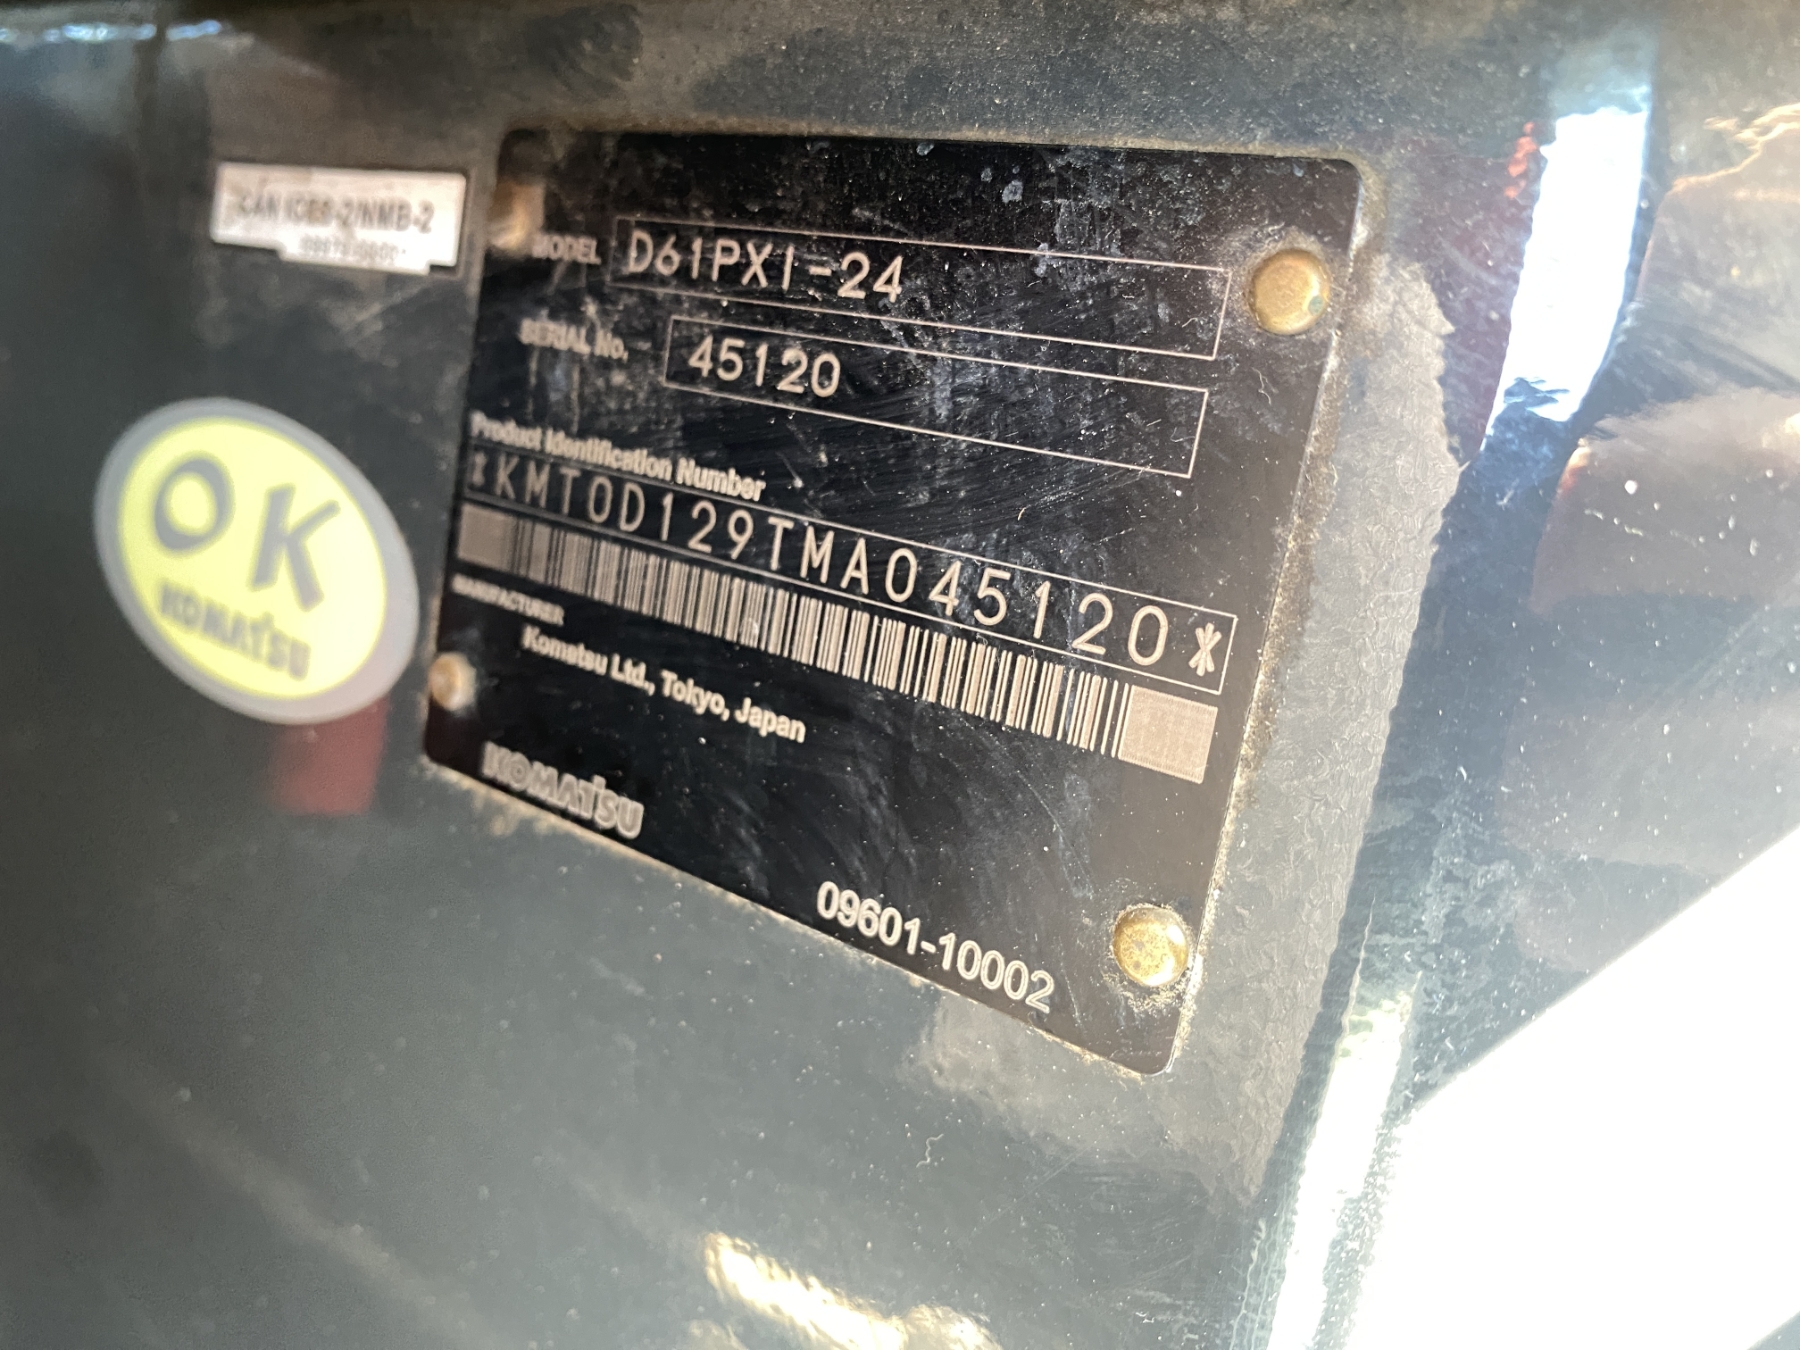 CAN ICES-2/NMB-2
MODEL D61PXI-24
SERIAL No. 45120
Product Identification Number
*KMT0D129TMA045120*
MANUFACTURER
Komatsu Ltd., Tokyo, Japan
KOMATSU
09601-10002
OK
KOMATSU